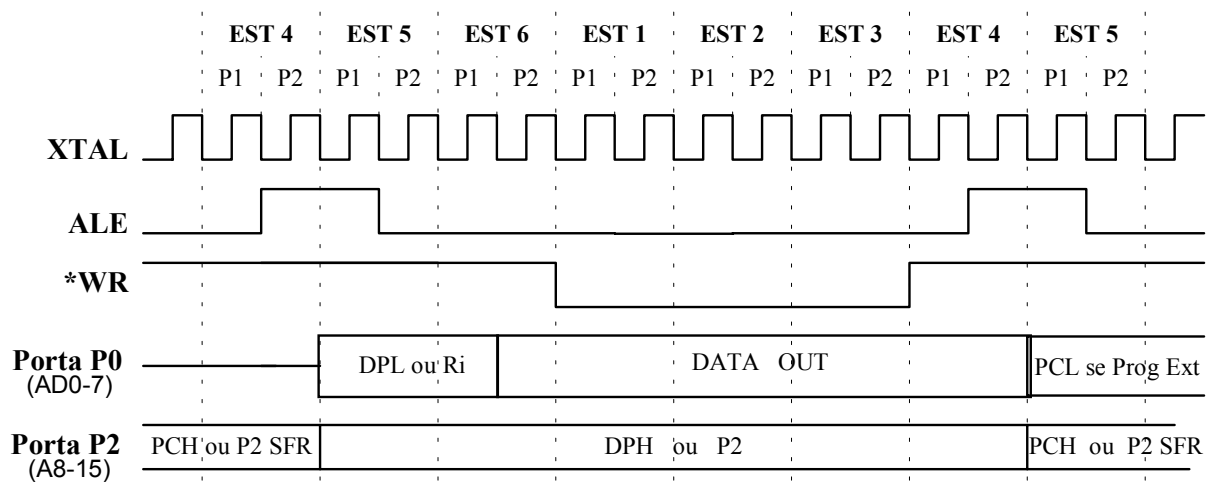 EST 4 EST 5 EST 6 EST 1 EST 2 EST 3 EST 4 EST 5
P1 P2 P1 P2 P1 P2 P1 P2 P1 P2 P1 P2 P1 P2 P1 P2
XTAL
ALE
*WR
Porta P0 DPL ou Ri DATA OUT PCL se Prog Ext
(AD0-7)
Porta P2 PCH ou P2 SFR DPH ou P2 PCH ou P2 SFR
(A8-15)